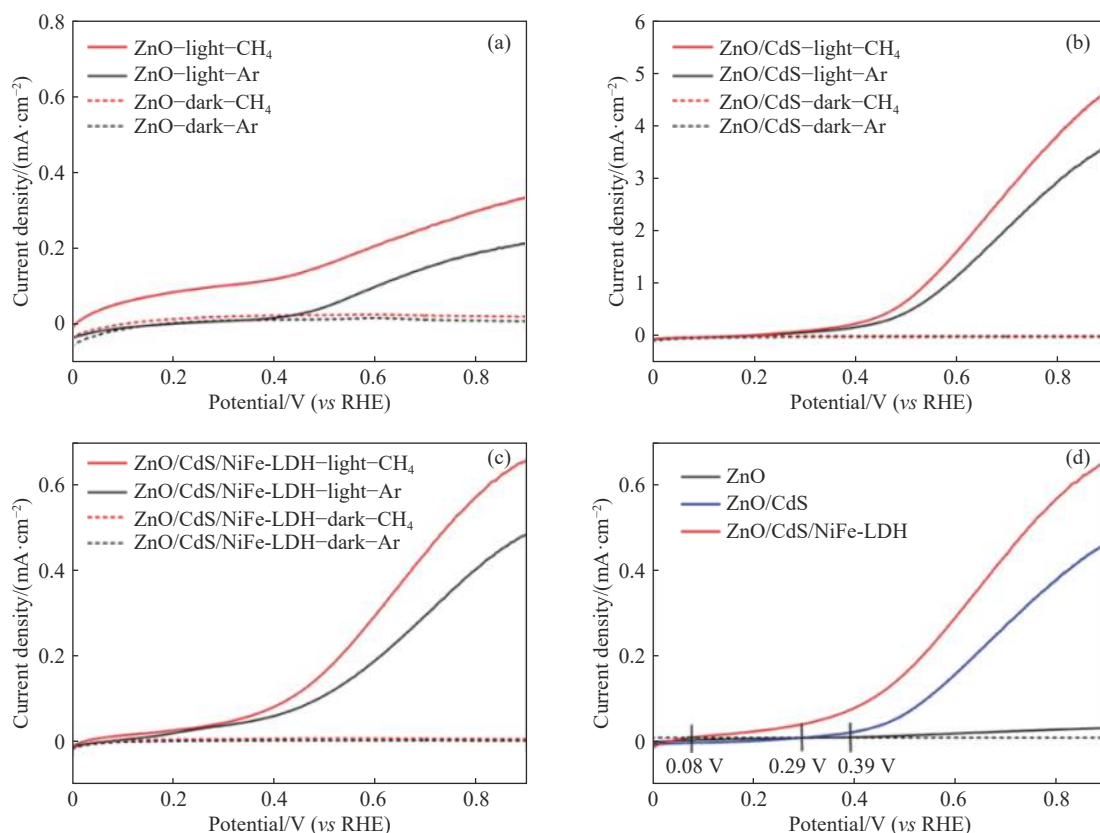 0.8
0.6
0.4
0.2
0
Current density/(mA·cm⁻²)
ZnO−light−CH₄
ZnO−light−Ar
ZnO−dark−CH₄
ZnO−dark−Ar
(a)
0 0.2 0.4 0.6 0.8
Potential/V (vs RHE)
6
5
4
3
2
1
0
Current density/(mA·cm⁻²)
ZnO/CdS−light−CH₄
ZnO/CdS−light−Ar
ZnO/CdS−dark−CH₄
ZnO/CdS−dark−Ar
(b)
0 0.2 0.4 0.6 0.8
Potential/V (vs RHE)
0.6
0.4
0.2
0
Current density/(mA·cm⁻²)
ZnO/CdS/NiFe-LDH−light−CH₄
ZnO/CdS/NiFe-LDH−light−Ar
ZnO/CdS/NiFe-LDH−dark−CH₄
ZnO/CdS/NiFe-LDH−dark−Ar
(c)
0 0.2 0.4 0.6 0.8
Potential/V (vs RHE)
0.6
0.4
0.2
0
Current density/(mA·cm⁻²)
ZnO
ZnO/CdS
ZnO/CdS/NiFe-LDH
(d)
0.08 V 0.29 V 0.39 V
0 0.2 0.4 0.6 0.8
Potential/V (vs RHE)